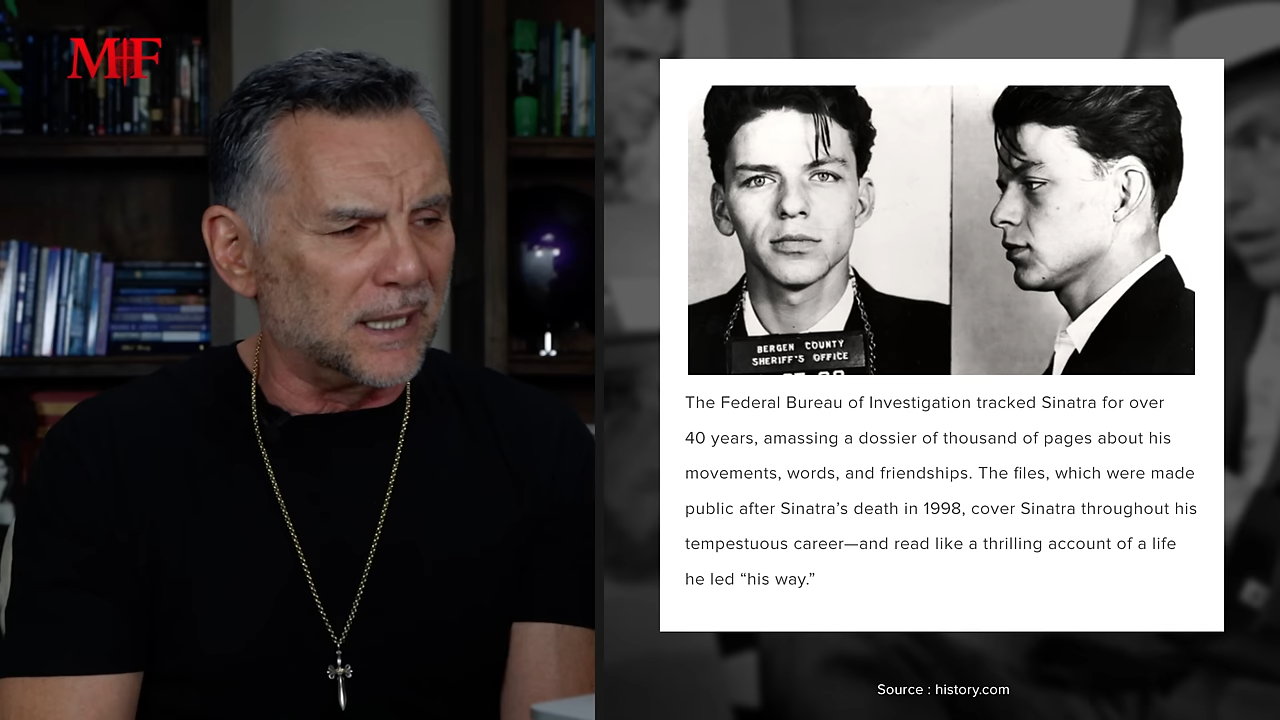 MF
BERGEN COUNTY
SHERIFF'S OFFICE
The Federal Bureau of Investigation tracked Sinatra for over
40 years, amassing a dossier of thousand of pages about his
movements, words, and friendships. The files, which were made
public after Sinatra’s death in 1998, cover Sinatra throughout his
tempestuous career—and read like a thrilling account of a life
he led “his way.”
Source : history.com